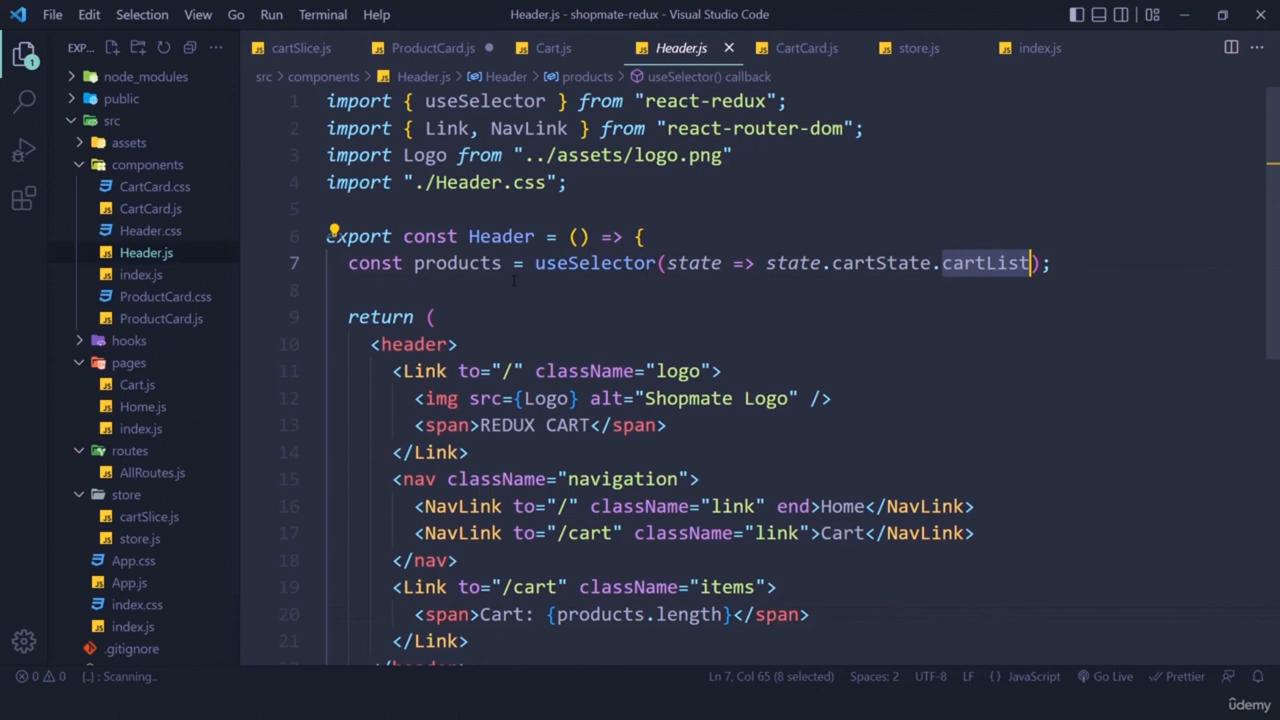 File Edit Selection View Go Run Terminal Help Header.js - shopmate-redux - Visual Studio Code
EXP... cartSlice.js ProductCard.js Cart.js Header.js CartCard.js store.js index.js
src > components > Header.js > Header > products > useSelector() callback
node_modules
public
src
assets
components
CartCard.css
CartCard.js
Header.css
Header.js
index.js
ProductCard.css
ProductCard.js
hooks
pages
Cart.js
Home.js
index.js
routes
AllRoutes.js
store
cartSlice.js
store.js
App.css
App.js
index.css
index.js
.gitignore
1
1 import { useSelector } from "react-redux";
2 import { Link, NavLink } from "react-router-dom";
3 import Logo from "../assets/logo.png"
4 import "./Header.css";
5
6 export const Header = () => {
7 const products = useSelector(state => state.cartState.cartList);
8
9 return (
10 <header>
11 <Link to="/" className="logo">
12 <img src={Logo} alt="Shopmate Logo" />
13 <span>REDUX CART</span>
14 </Link>
15 <nav className="navigation">
16 <NavLink to="/" className="link" end>Home</NavLink>
17 <NavLink to="/cart" className="link">Cart</NavLink>
18 </nav>
19 <Link to="/cart" className="items">
20 <span>Cart: {products.length}</span>
21 </Link>
0 0 {..} : Scanning.. Ln 7, Col 65 (8 selected) Spaces: 2 UTF-8 LF {} JavaScript Go Live Prettier
ûdemy